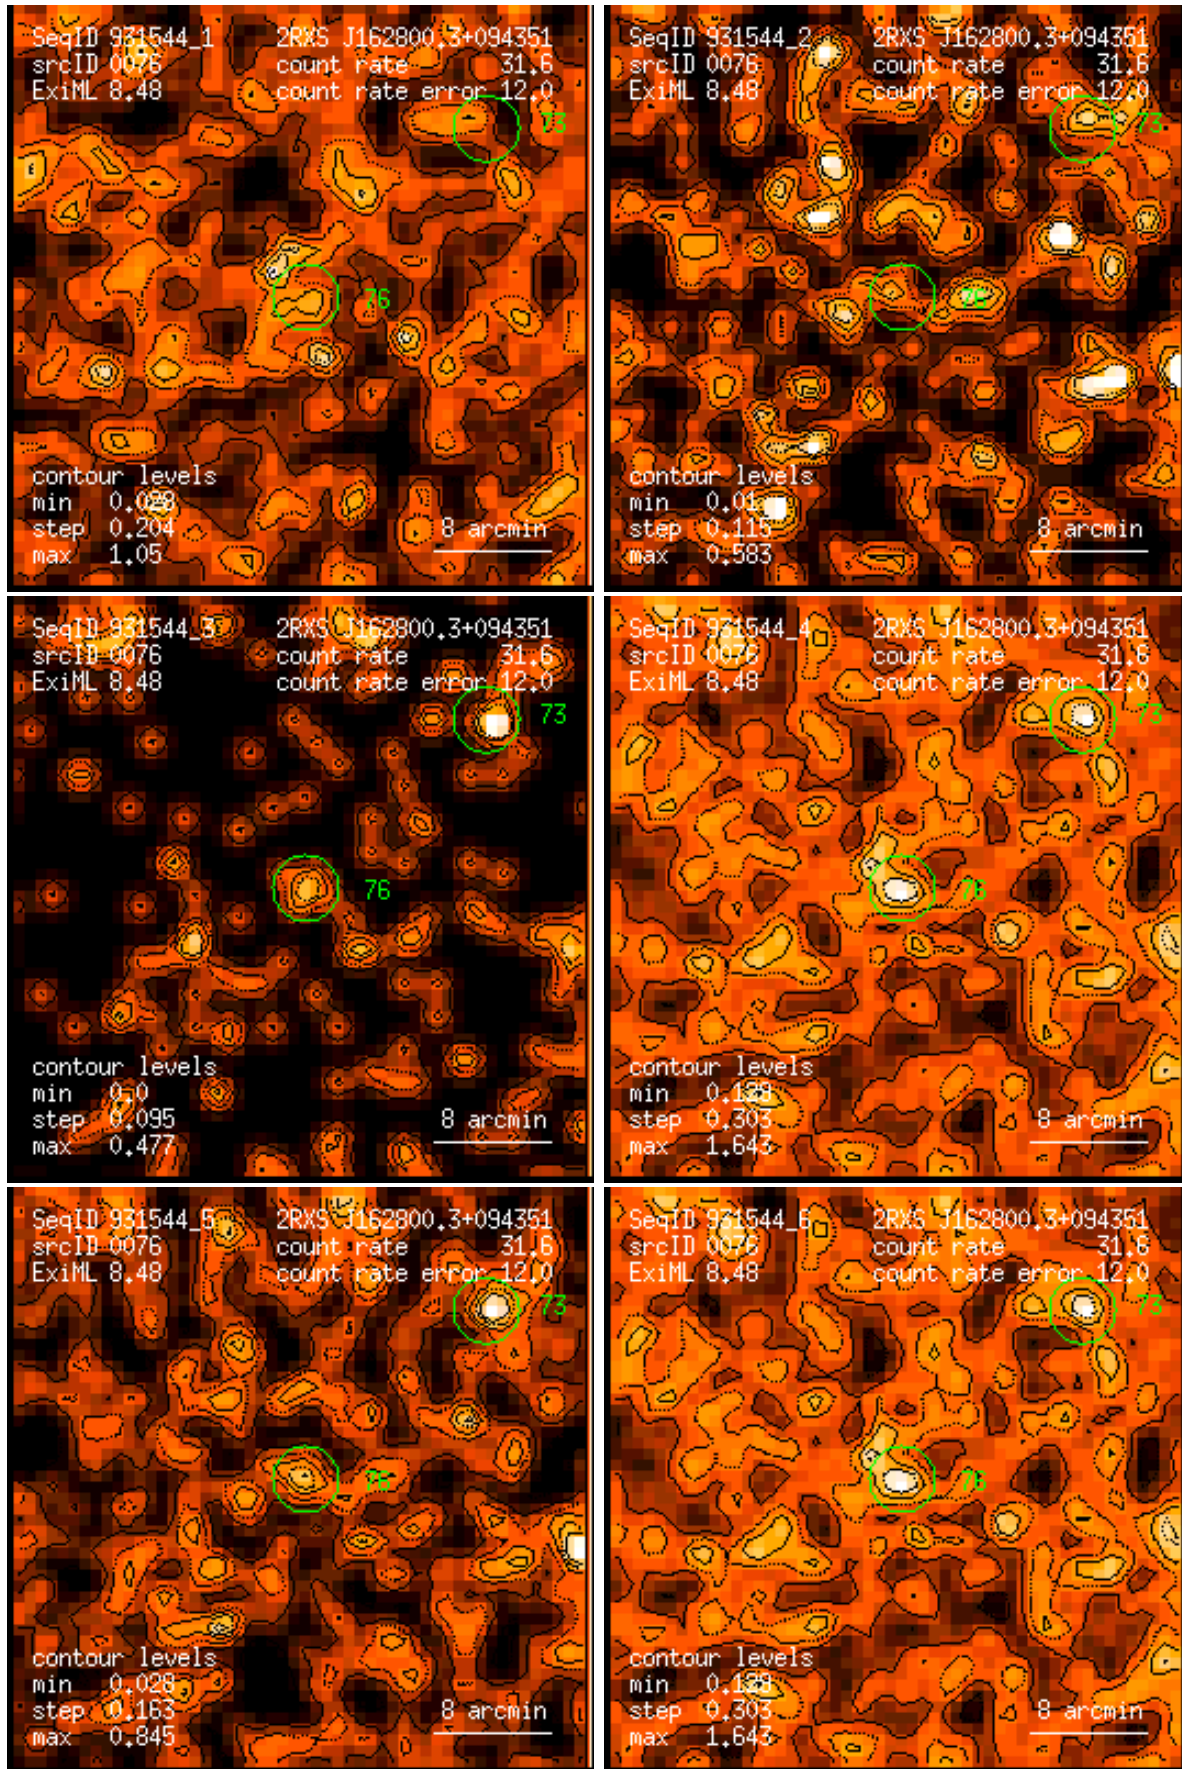 SeqID 931544_1 2RXS J162800.3+094351
srcID 0076 count rate 31.6
ExiML 8.48 count rate error 12.0
73
76
contour levels
min 0.028
step 0.204
max 1.05
8 arcmin
SeqID 931544_2 2RXS J162800.3+094351
srcID 0076 count rate 31.6
ExiML 8.48 count rate error 12.0
73
76
contour levels
min 0.01
step 0.115
max 0.583
8 arcmin
SeqID 931544_3 2RXS J162800.3+094351
srcID 0076 count rate 31.6
ExiML 8.48 count rate error 12.0
73
76
contour levels
min 0.0
step 0.095
max 0.477
8 arcmin
SeqID 931544_4 2RXS J162800.3+094351
srcID 0076 count rate 31.6
ExiML 8.48 count rate error 12.0
73
76
contour levels
min 0.129
step 0.303
max 1.643
8 arcmin
SeqID 931544_5 2RXS J162800.3+094351
srcID 0076 count rate 31.6
ExiML 8.48 count rate error 12.0
73
76
contour levels
min 0.028
step 0.163
max 0.845
8 arcmin
SeqID 931544_6 2RXS J162800.3+094351
srcID 0076 count rate 31.6
ExiML 8.48 count rate error 12.0
73
76
contour levels
min 0.129
step 0.303
max 1.643
8 arcmin